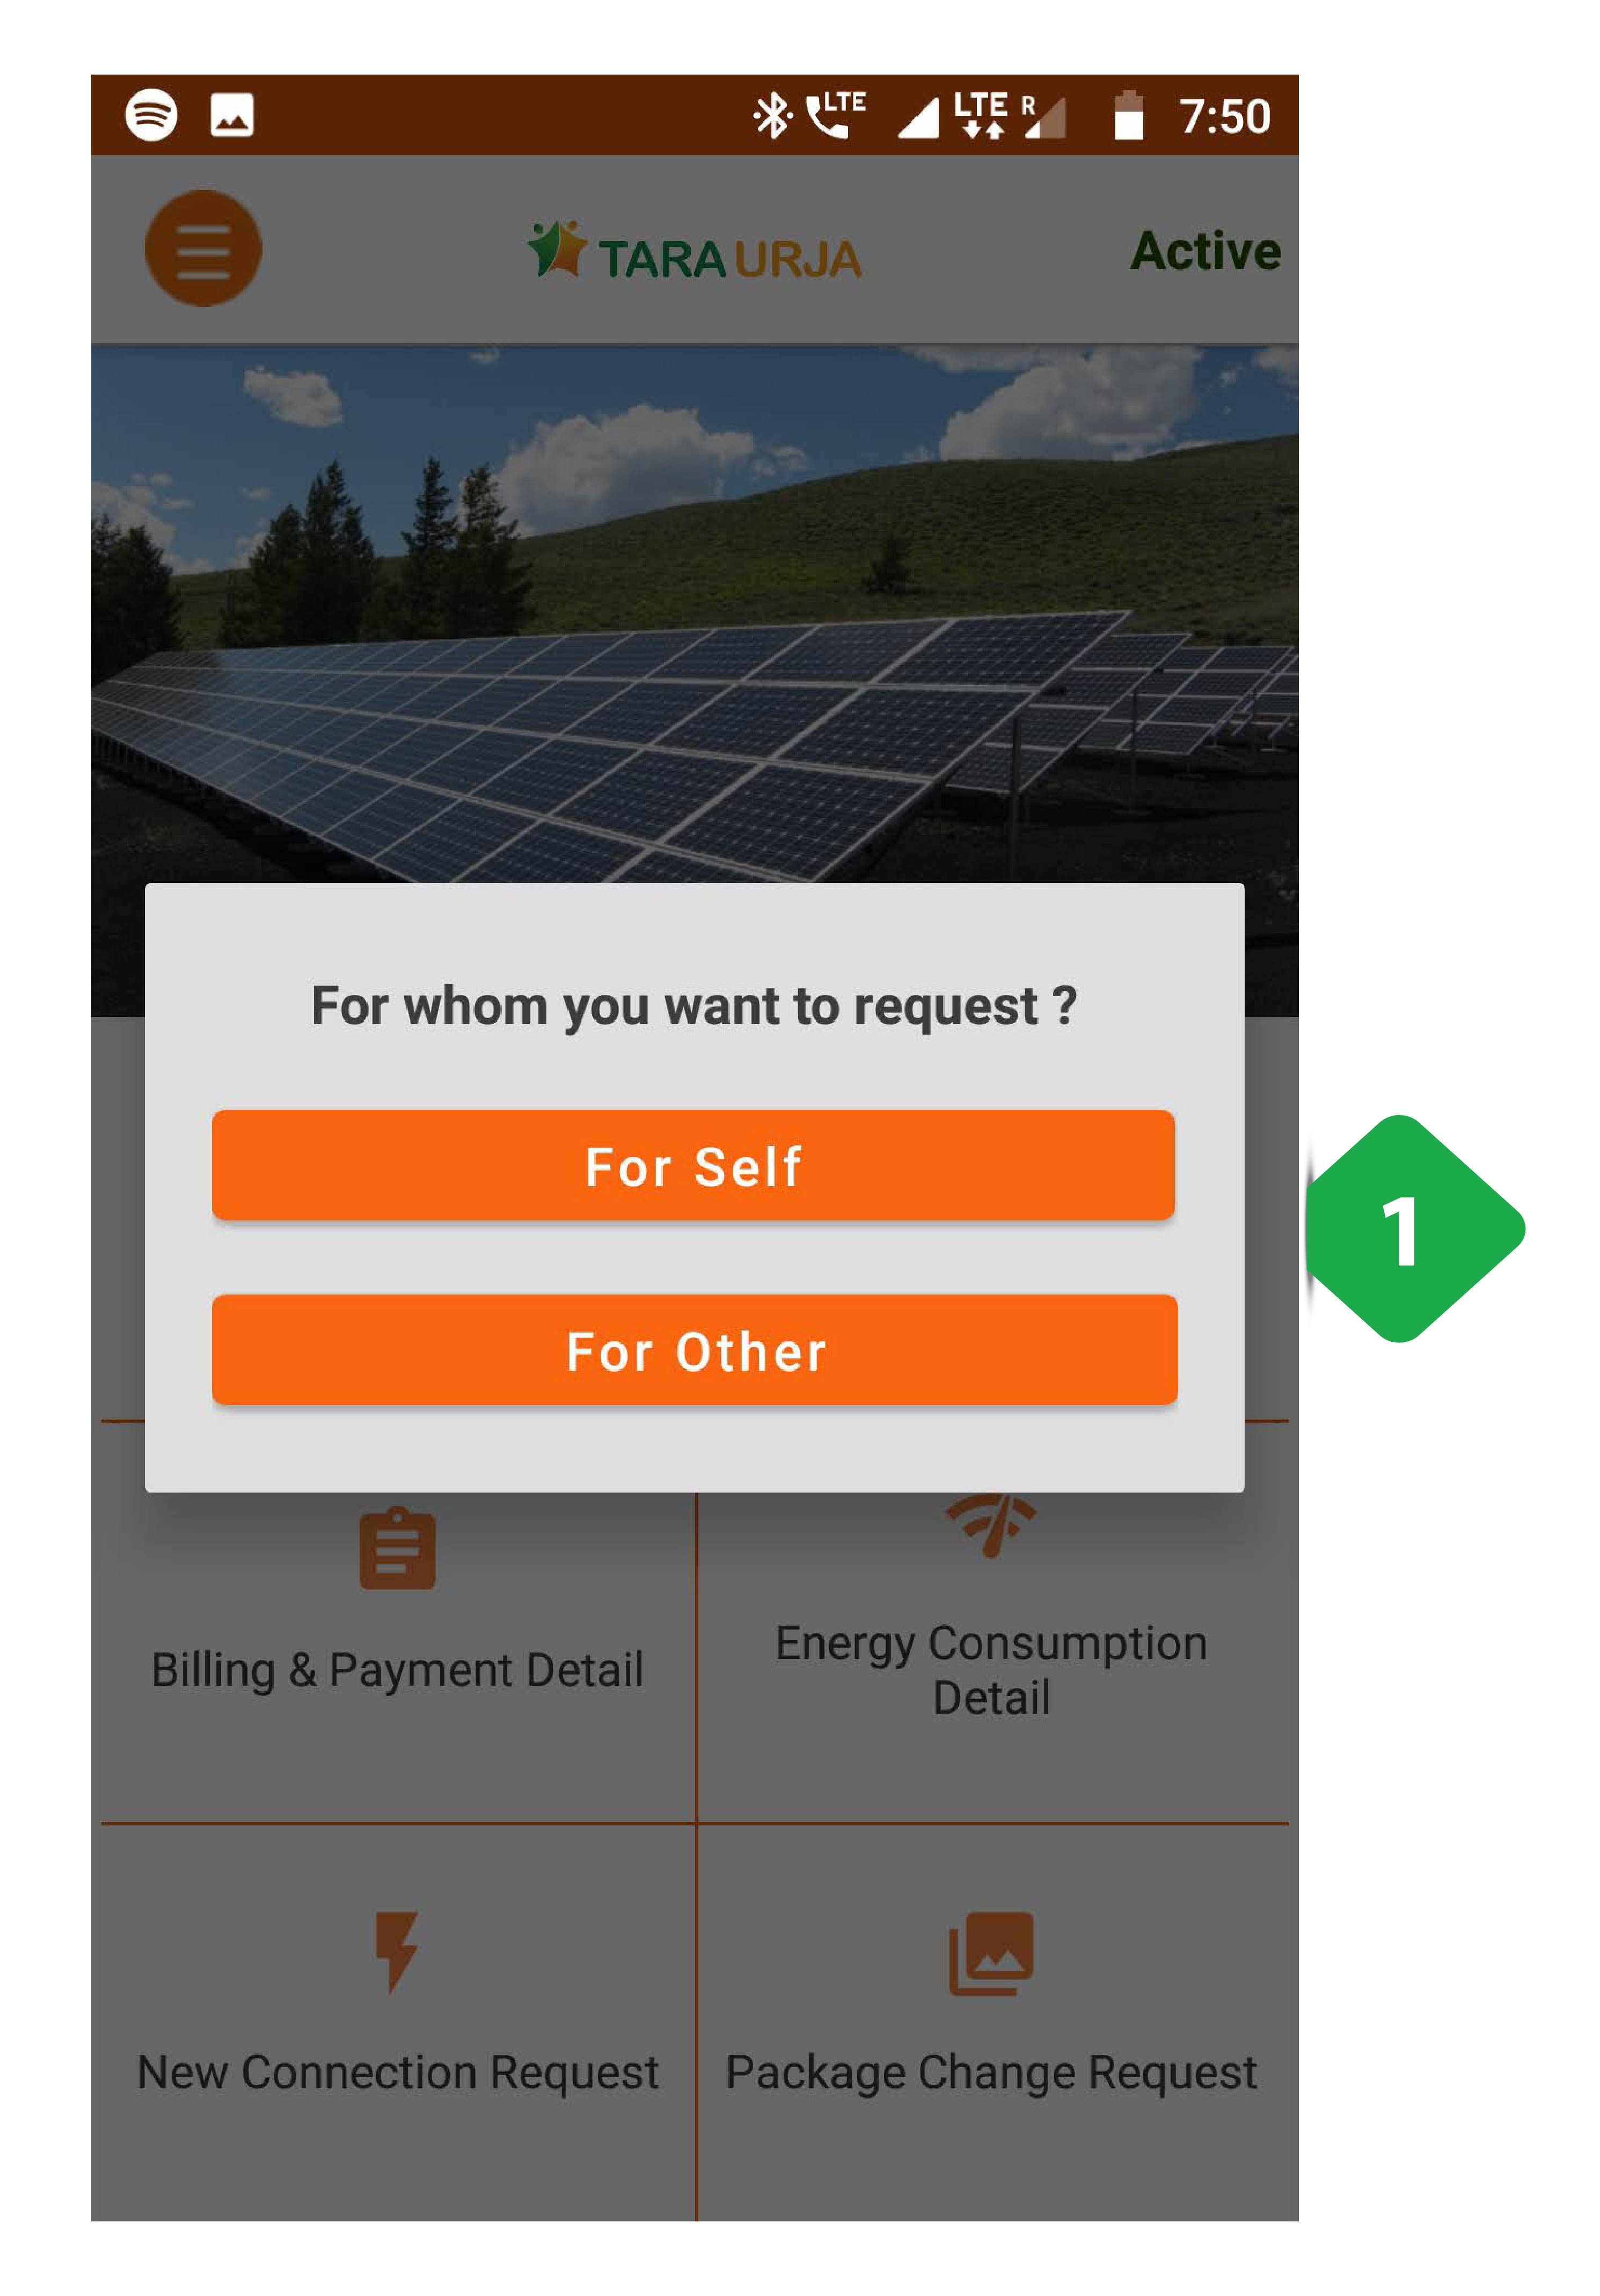 LTE LTE R 7:50
TARA URJA Active
For whom you want to request ?
For Self
1
For Other
Billing & Payment Detail
Energy Consumption
Detail
New Connection Request
Package Change Request